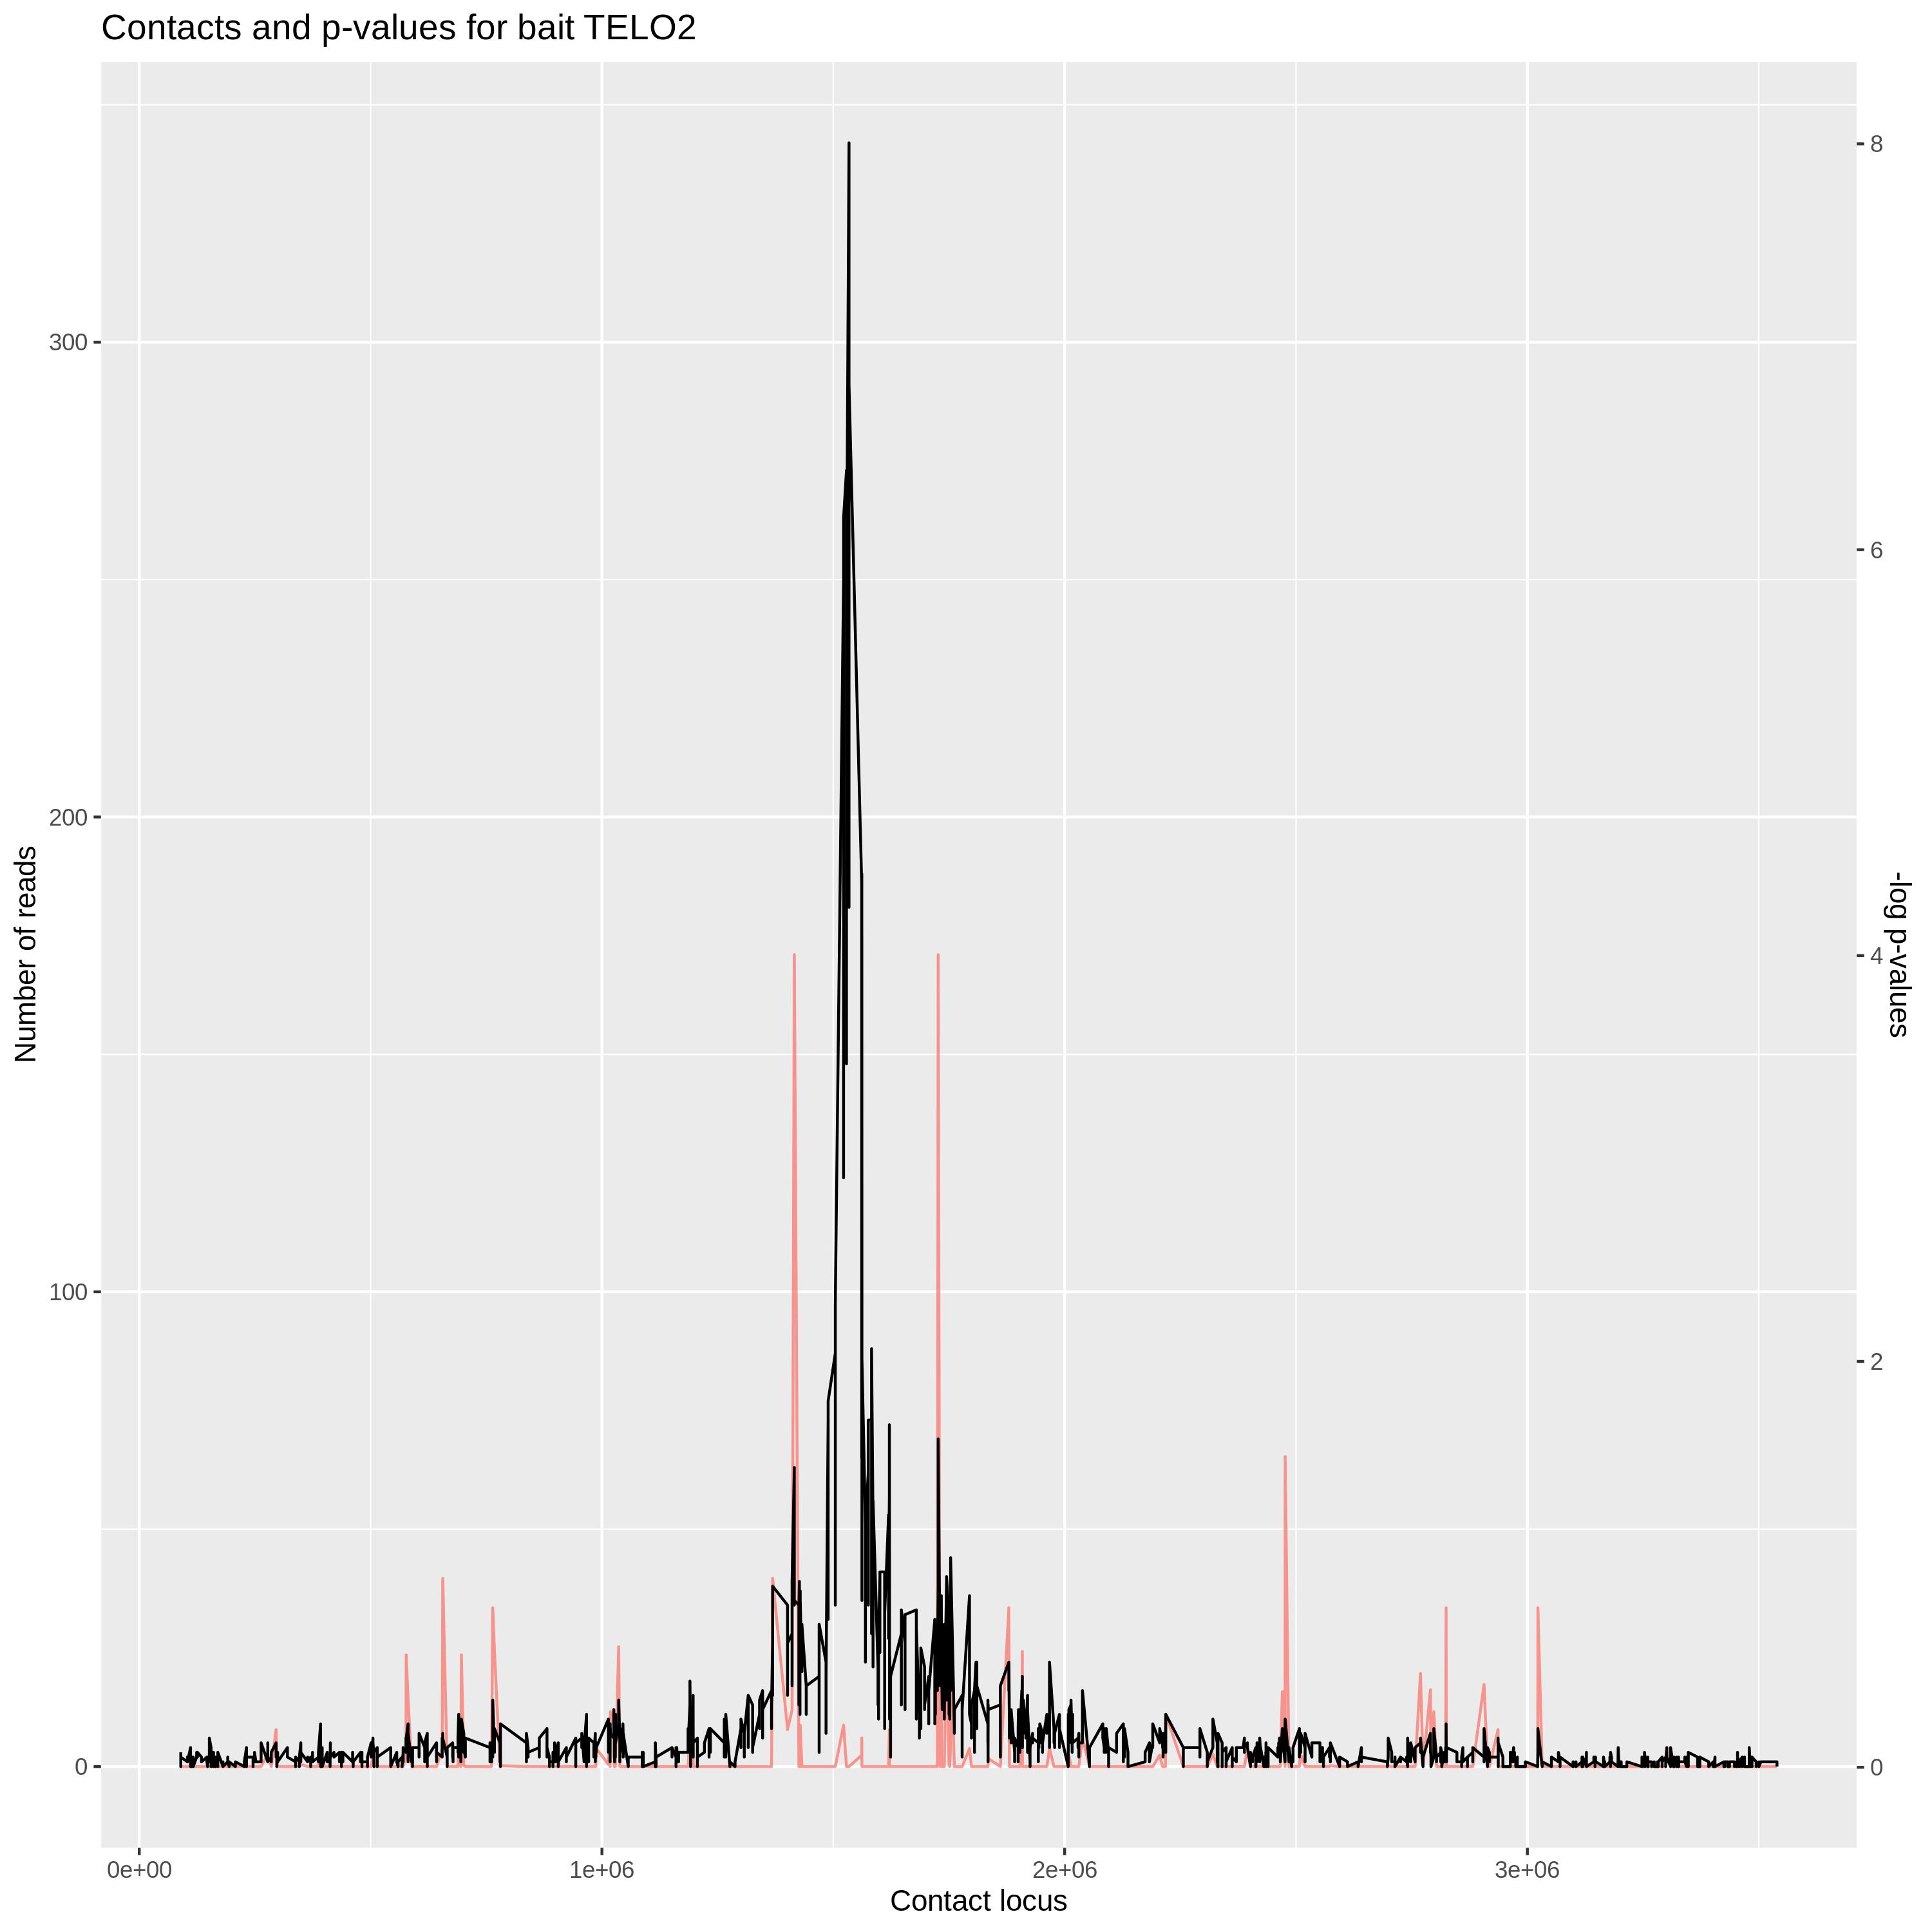 Contacts and p-values for bait TELO2
Number of reads
300
200
100
0
8
6
4
2
0
-log p-values
0e+00
1e+06
2e+06
3e+06
Contact locus